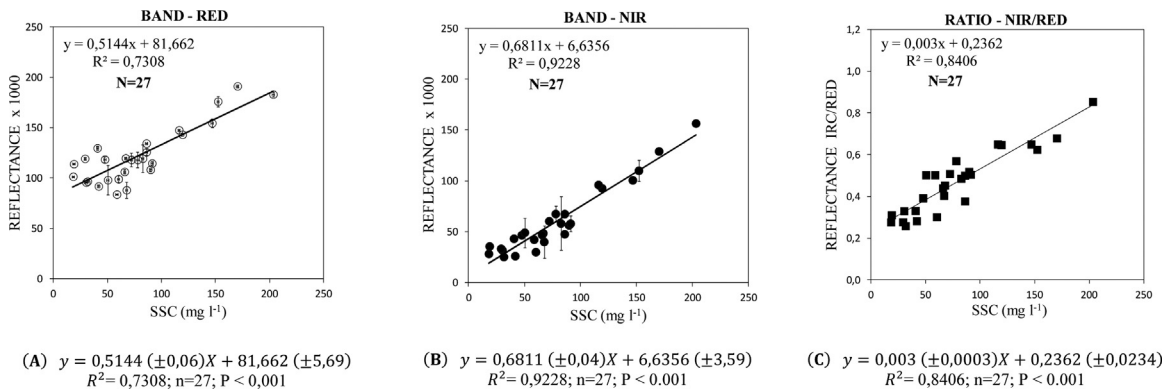 BAND - RED
y = 0,5144x + 81,662
R² = 0,7308
N=27
REFLECTANCE x 1000
250
200
150
100
50
0
0 50 100 150 200 250
SSC (mg l⁻¹)
(A) y = 0,5144 (±0,06)X + 81,662 (±5,69)
R²= 0,7308; n=27; P < 0,001
BAND - NIR
y = 0,6811x + 6,6356
R² = 0,9228
N=27
REFLECTANCE x 1000
250
200
150
100
50
0
0 50 100 150 200 250
SSC (mg l⁻¹)
(B) y = 0,6811 (±0,04)X + 6,6356 (±3,59)
R²= 0,9228; n=27; P < 0.001
RATIO - NIR/RED
y = 0,003x + 0,2362
R² = 0,8406
N=27
REFLECTANCE IRC/RED
1,2
1,0
0,8
0,6
0,4
0,2
1,0
0 50 100 150 200 250
SSC (mg l⁻¹)
(C) y = 0,003 (±0,0003)X + 0,2362 (±0,0234)
R²= 0,8406; n=27; P < 0.001